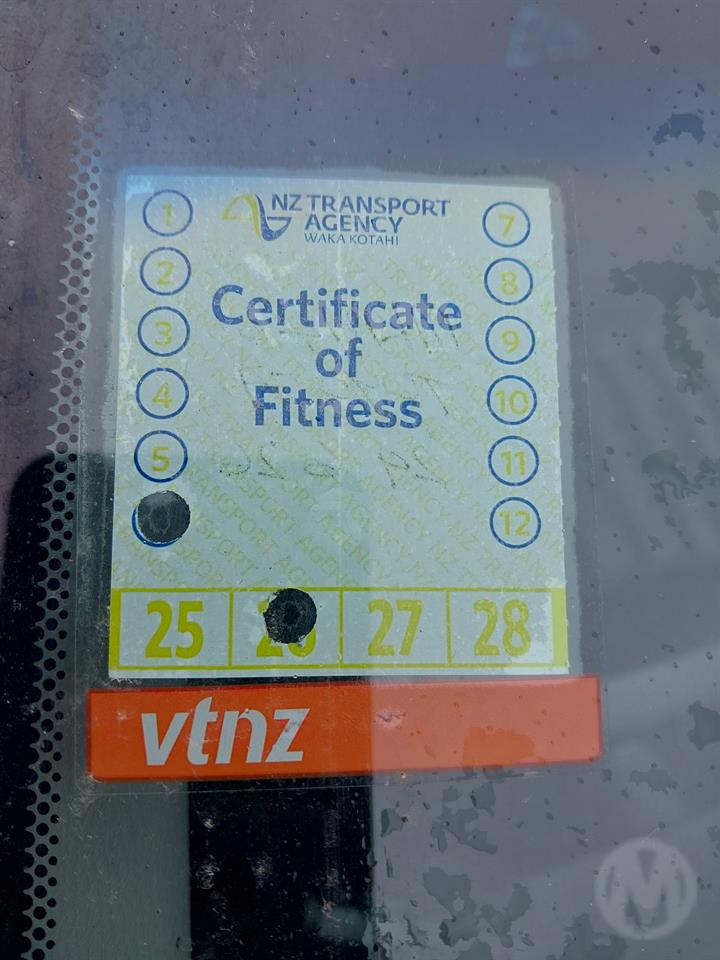 NZ TRANSPORT
AGENCY
WAKA KOTAHI
1
2
3
4
5
7
8
9
10
11
12
Certificate
of
Fitness
25
27
28
vtnz
M